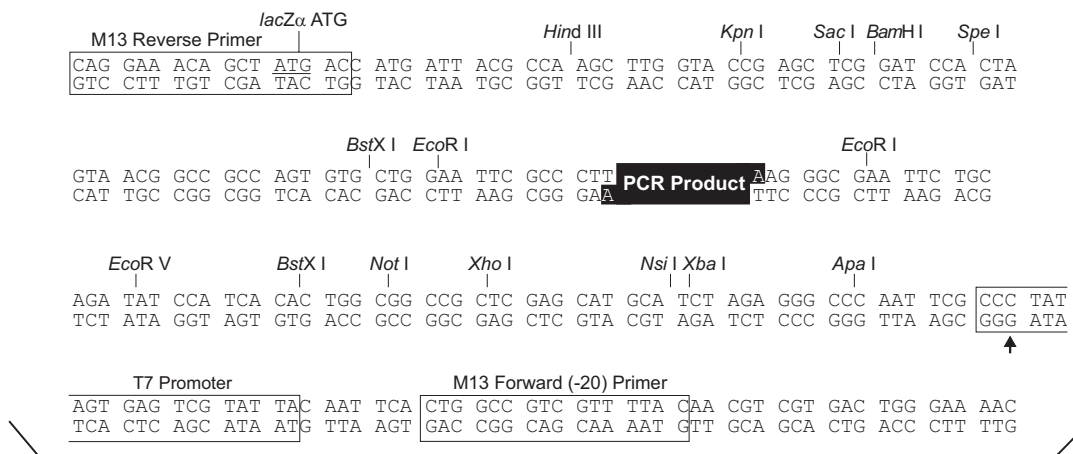 lacZα ATG
M13 Reverse Primer
Hind III Kpn I Sac I BamH I Spe I
CAG GAA ACA GCT ATG ACC ATG ATT ACG CCA AGC TTG GTA CCG AGC TCG GAT CCA CTA
GTC CTT TGT CGA TAC TGG TAC TAA TGC GGT TCG AAC CAT GGC TCG AGC CTA GGT GAT
BstX I EcoR I EcoR I
GTA ACG GCC GCC AGT GTG CTG GAA TTC GCC CTT PCR Product AAG GGC GAA TTC TGC
CAT TGC CGG CGG TCA CAC GAC CTT AAG CGG GAA TTC CCG CTT AAG ACG
EcoR V BstX I Not I Xho I Nsi I Xba I Apa I
AGA TAT CCA TCA CAC TGG CGG CCG CTC GAG CAT GCA TCT AGA GGG CCC AAT TCG CCC TAT
TCT ATA GGT AGT GTG ACC GCC GGC GAG CTC GTA CGT AGA TCT CCC GGG TTA AGC GGG ATA
T7 Promoter M13 Forward (-20) Primer
AGT GAG TCG TAT TAC AAT TCA CTG GCC GTC GTT TTA CAA CGT CGT GAC TGG GAA AAC
TCA CTC AGC ATA ATG TTA AGT GAC CGG CAG CAA AAT GTT GCA GCA CTG ACC CTT TTG